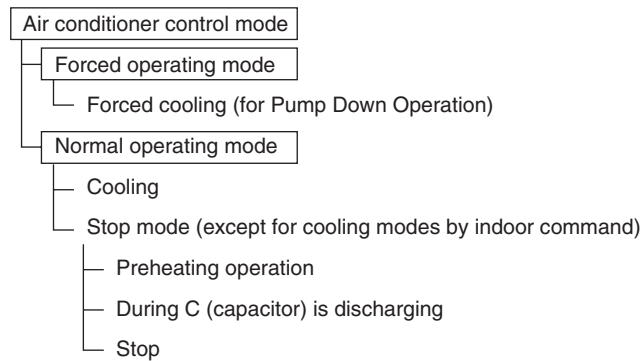 Air conditioner control mode
Forced operating mode
Forced cooling (for Pump Down Operation)
Normal operating mode
Cooling
Stop mode (except for cooling modes by indoor command)
Preheating operation
During C (capacitor) is discharging
Stop